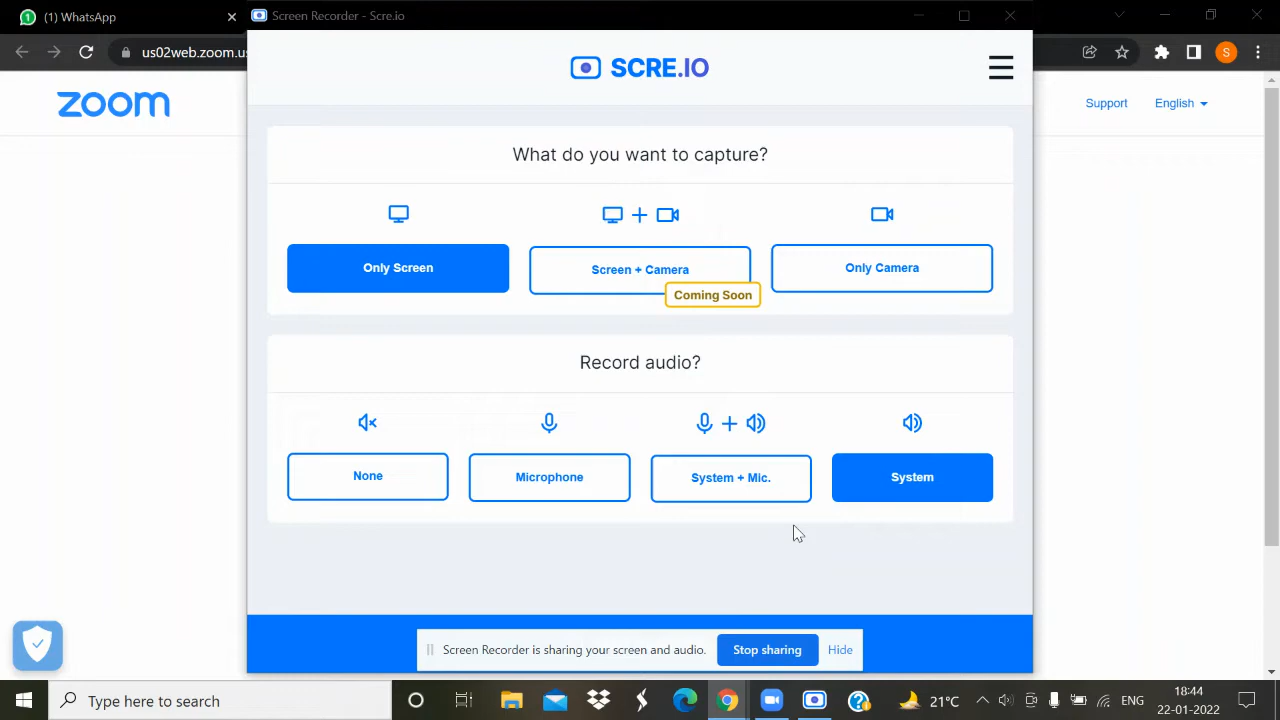 (1) WhatsApp
Screen Recorder - Scre.io
us02web.zoom.us
SCRE.IO
zoom
Support
English
What do you want to capture?
Only Screen
Screen + Camera
Only Camera
Coming Soon
Record audio?
None
Microphone
System + Mic.
System
Screen Recorder is sharing your screen and audio.
Stop sharing
Hide
Type here to search
21°C
ENG
18:44
22-01-2022
S